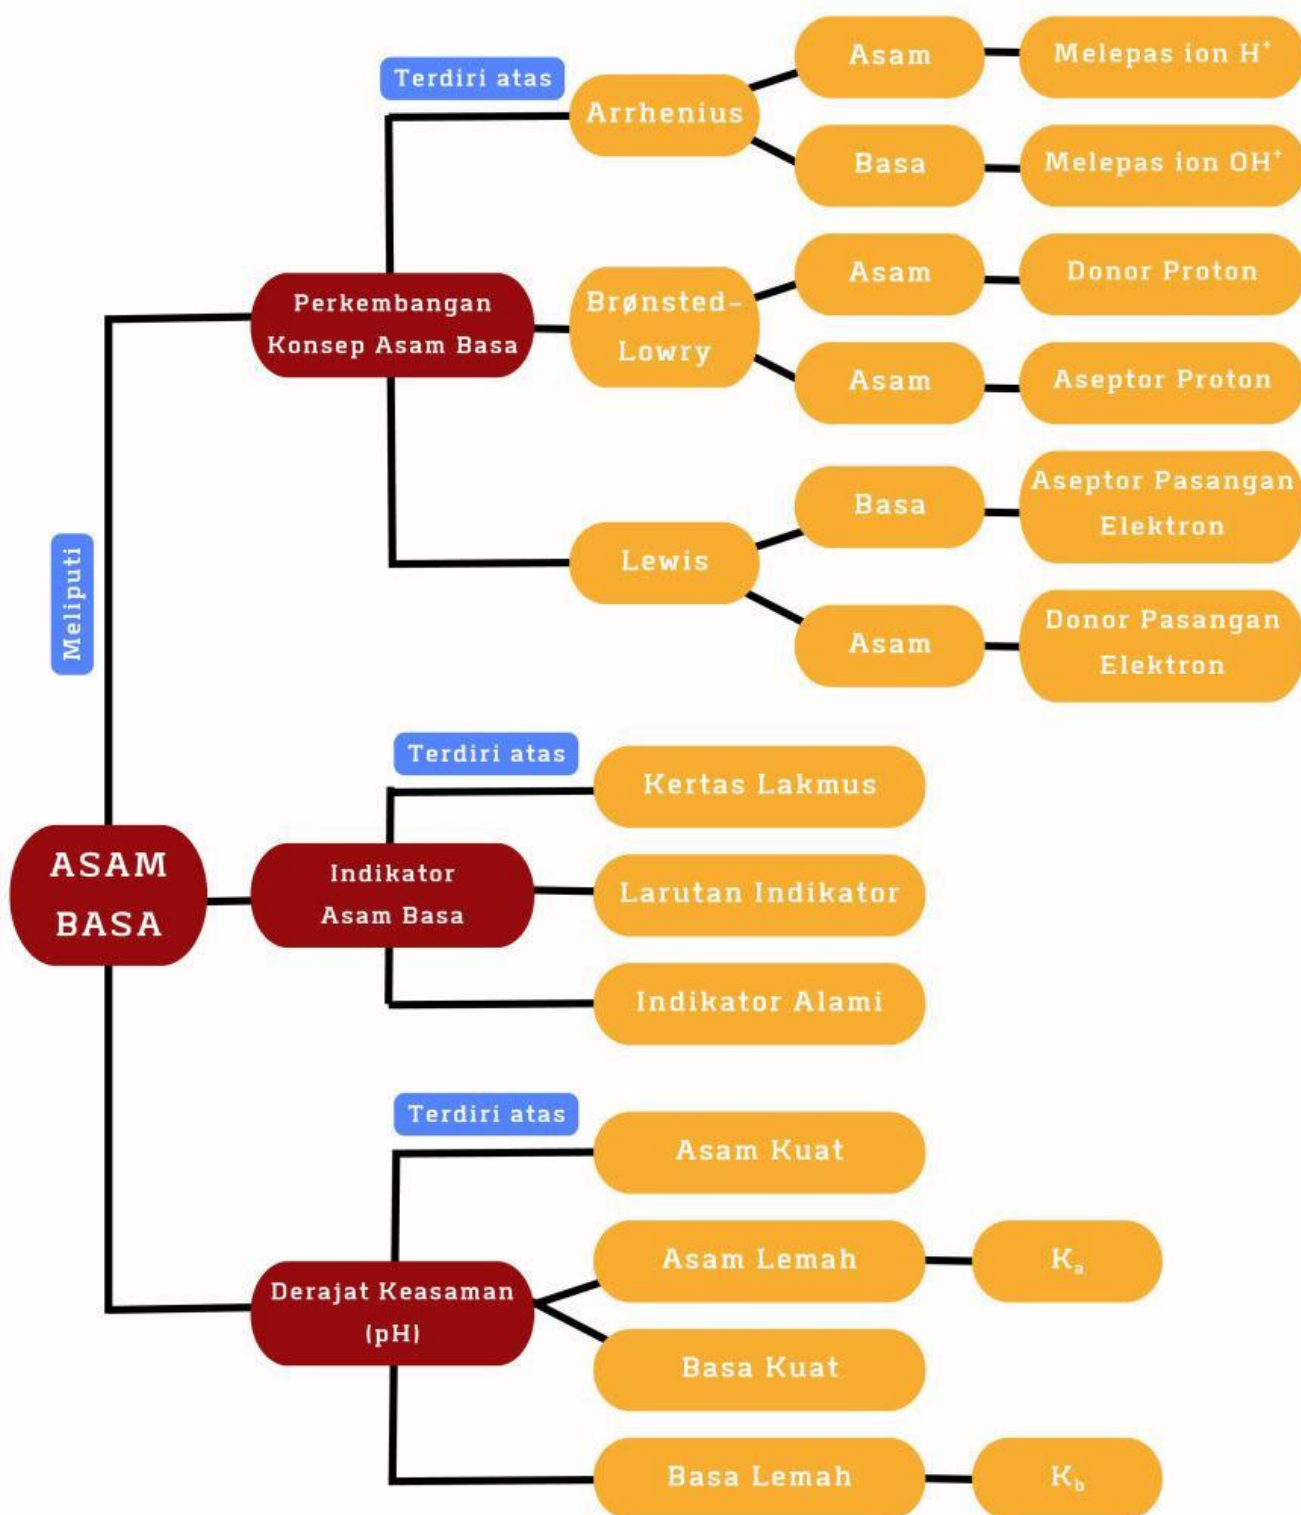 Terdiri atas
Arrhenius
Asam
Melepas ion H⁺
Basa
Melepas ion OH⁺
Perkembangan
Konsep Asam Basa
Brønsted-
Lowry
Asam
Donor Proton
Asam
Aseptor Proton
Lewis
Basa
Aseptor Pasangan
Elektron
Asam
Donor Pasangan
Elektron
Meliputi
ASAM
BASA
Terdiri atas
Indikator
Asam Basa
Kertas Lakmus
Larutan Indikator
Indikator Alami
Terdiri atas
Derajat Keasaman
(pH)
Asam Kuat
Asam Lemah
Kₐ
Basa Kuat
Basa Lemah
K_b